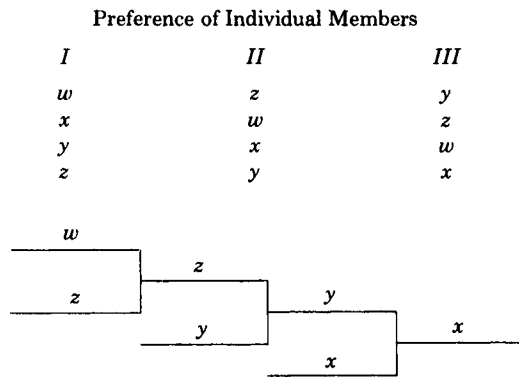 Preference of Individual Members
I II III
w z y
x w z
y x w
z y x
w
z
z
y
y
x
x